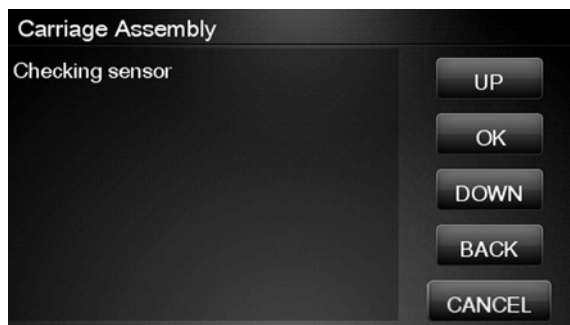 Carriage Assembly
Checking sensor
UP
OK
DOWN
BACK
CANCEL